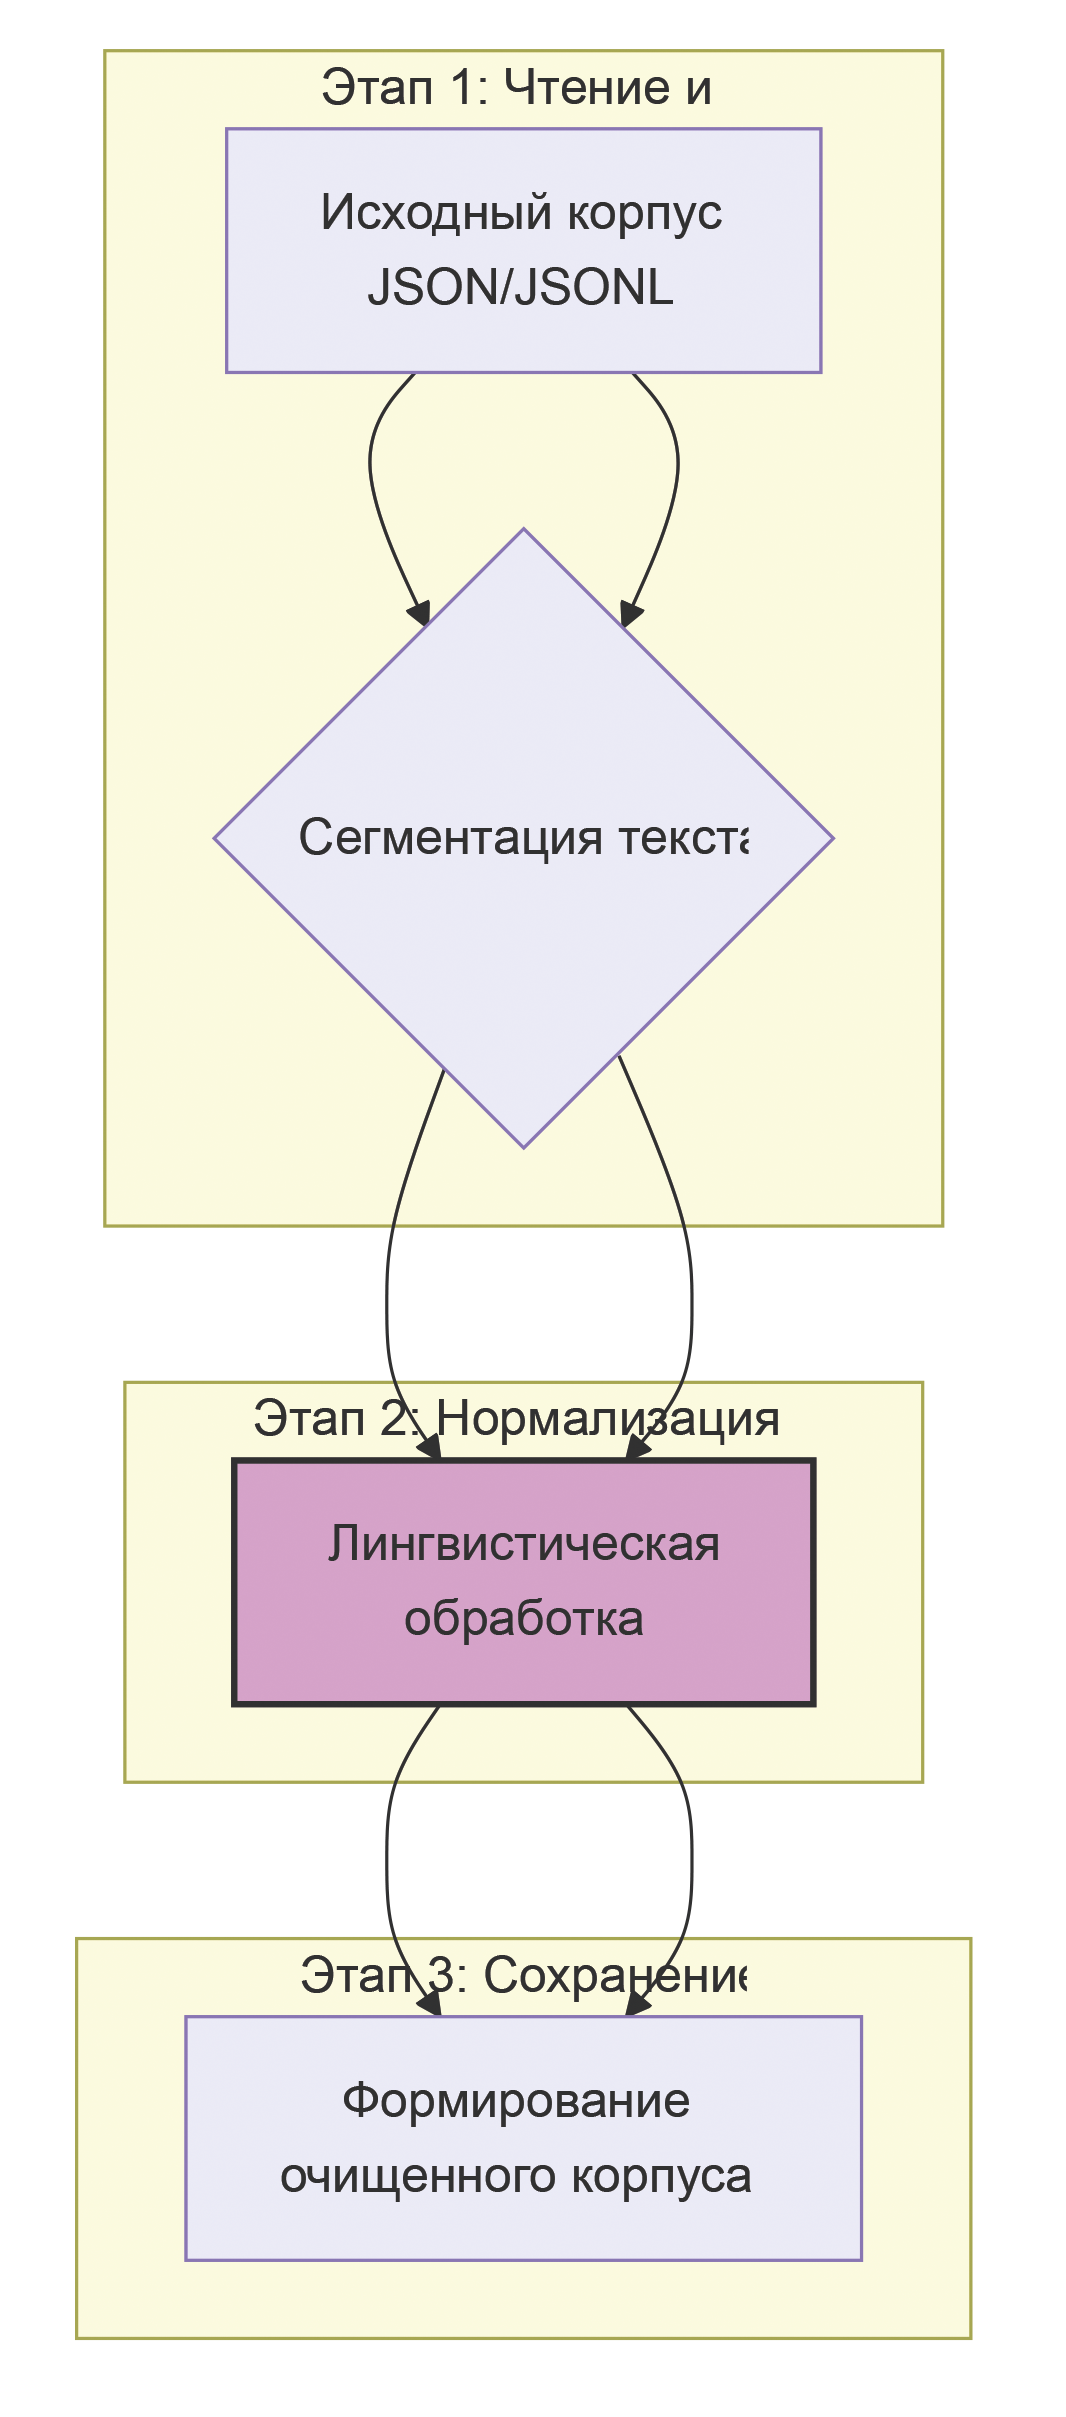 Этап 1: Чтение и
Исходный корпус
JSON/JSONL
Сегментация текста
Этап 2: Нормализация
Лингвистическая
обработка
Этап 3: Сохранение
Формирование
очищенного корпуса